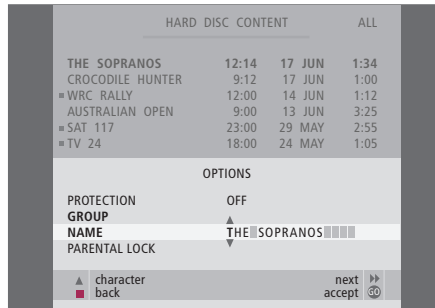 HARD DISC CONTENT ALL
THE SOPRANOS 12:14 17 JUN 1:34
CROCODILE HUNTER 9:12 17 JUN 1:00
WRC RALLY 12:00 14 JUN 1:12
AUSTRALIAN OPEN 9:00 13 JUN 3:25
SAT 117 23:00 29 MAY 2:55
TV 24 18:00 24 MAY 1:05
OPTIONS
PROTECTION OFF
GROUP
NAME THE SOPRANOS
PARENTAL LOCK
character next
back accept GO